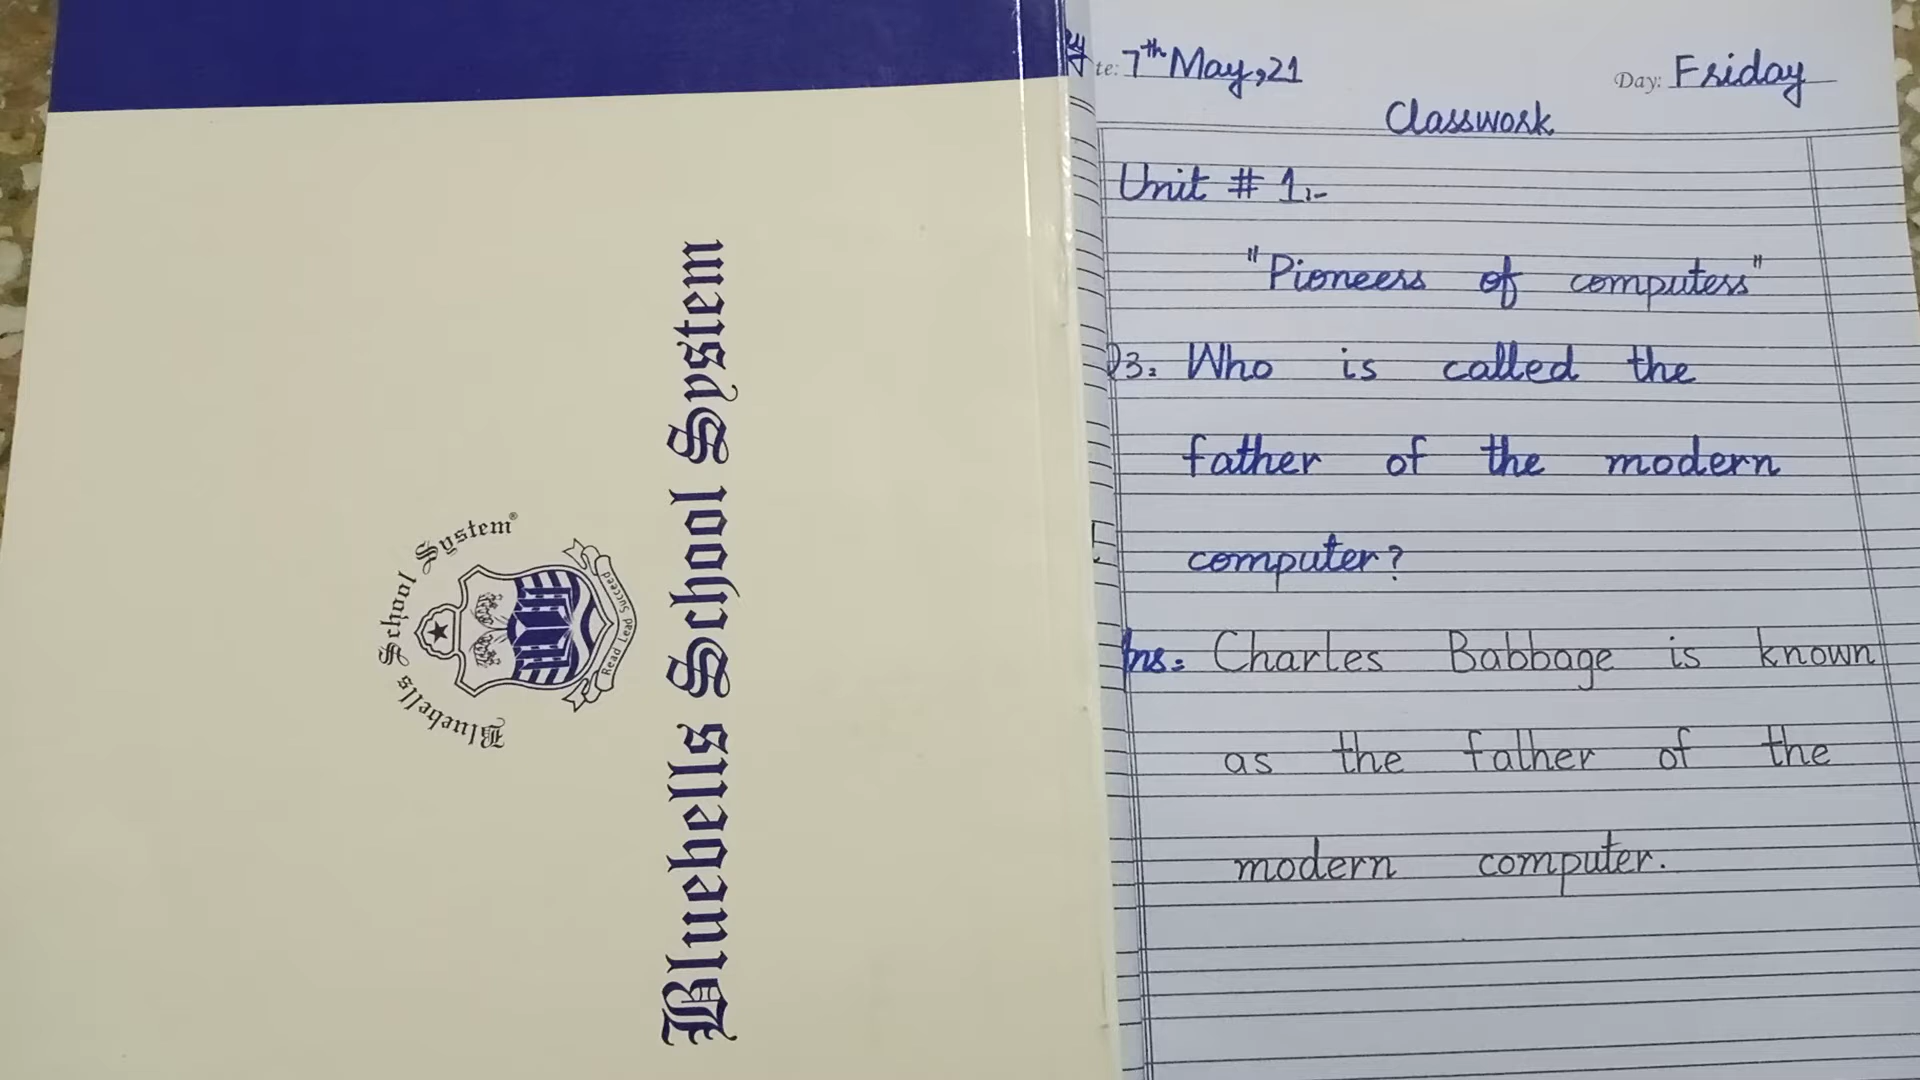 Bluebells School System
Bluebells School System®
Read Lead Succeed
te: 7th May,21
Day: Friday
Classwork
Unit # 1:-
"Pioneers of computers"
Q3: Who is called the
father of the modern
computer?
Ans: Charles Babbage is known
as the father of the
modern computer.